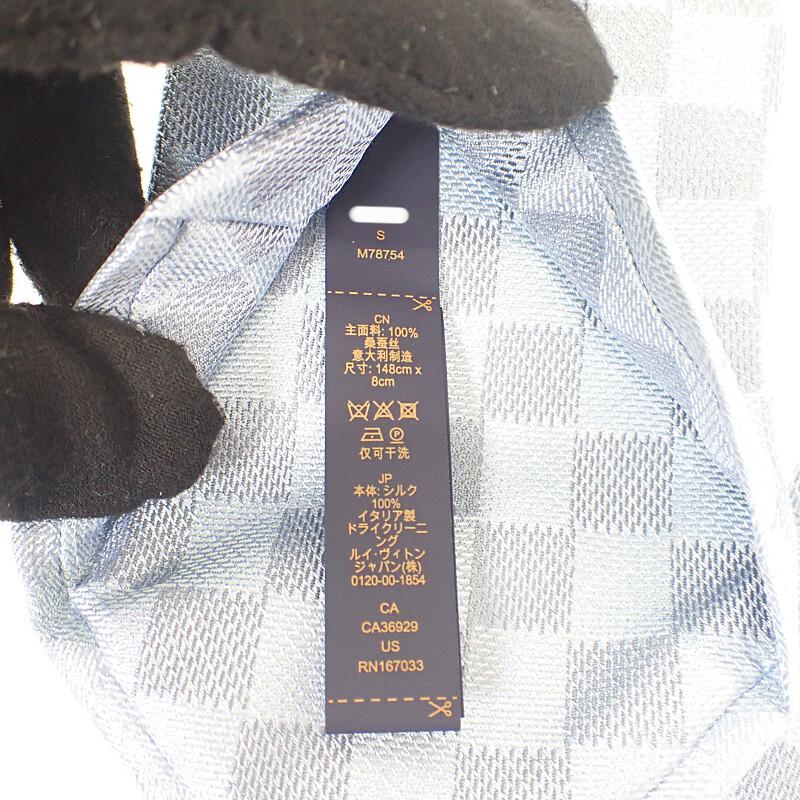 S
M78754
CN
主面料: 100%
桑蚕丝
意大利制造
尺寸: 148cm x
8cm
P
仅可干洗
JP
本体: シルク
100%
イタリア製
ドライクリーニ
ング
ルイ・ヴィトン
ジャパン(株)
0120-00-1854
CA
CA36929
US
RN167033